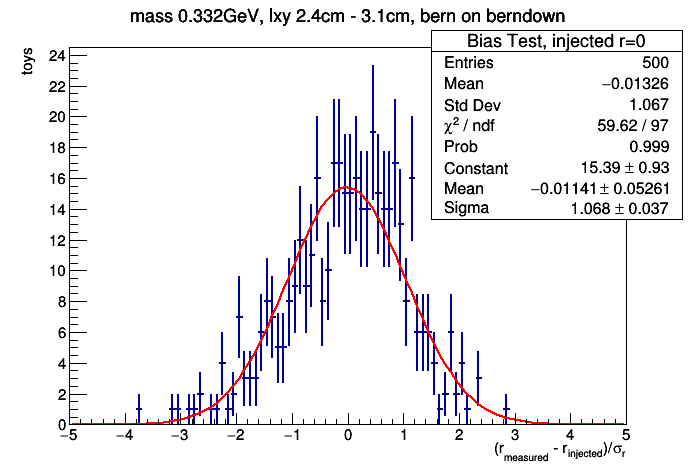 mass 0.332GeV, lxy 2.4cm - 3.1cm, bern on berndown
Bias Test, injected r=0
Entries 500
Mean −0.01326
Std Dev 1.067
χ² / ndf 59.62 / 97
Prob 0.999
Constant 15.39 ± 0.93
Mean −0.01141 ± 0.05261
Sigma 1.068 ± 0.037
toys
24
22
20
18
16
14
12
10
8
6
4
2
0
−5 −4 −3 −2 −1 0 1 2 3 4 5
(r_measured - r_injected)/σ_r